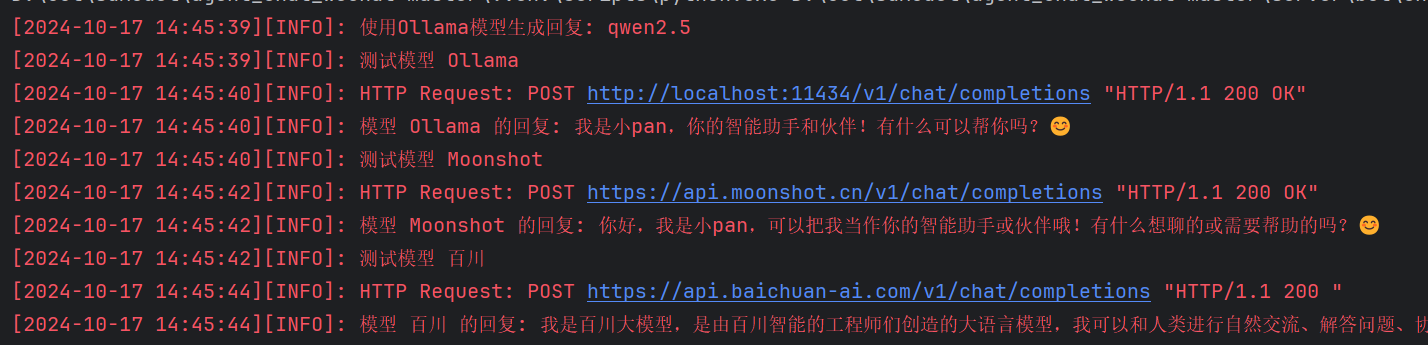 [2024-10-17 14:45:39][INFO]: 使用Ollama模型生成回复: qwen2.5
[2024-10-17 14:45:39][INFO]: 测试模型 Ollama
[2024-10-17 14:45:40][INFO]: HTTP Request: POST http://localhost:11434/v1/chat/completions "HTTP/1.1 200 OK"
[2024-10-17 14:45:40][INFO]: 模型 Ollama 的回复: 我是小pan，你的智能助手和伙伴！有什么可以帮你吗？😊
[2024-10-17 14:45:40][INFO]: 测试模型 Moonshot
[2024-10-17 14:45:42][INFO]: HTTP Request: POST https://api.moonshot.cn/v1/chat/completions "HTTP/1.1 200 OK"
[2024-10-17 14:45:42][INFO]: 模型 Moonshot 的回复: 你好，我是小pan，可以把我当作你的智能助手或伙伴哦！有什么想聊的或需要帮助的吗？😊
[2024-10-17 14:45:42][INFO]: 测试模型 百川
[2024-10-17 14:45:44][INFO]: HTTP Request: POST https://api.baichuan-ai.com/v1/chat/completions "HTTP/1.1 200 "
[2024-10-17 14:45:44][INFO]: 模型 百川 的回复: 我是百川大模型，是由百川智能的工程师们创造的大语言模型，我可以和人类进行自然交流、解答问题、协